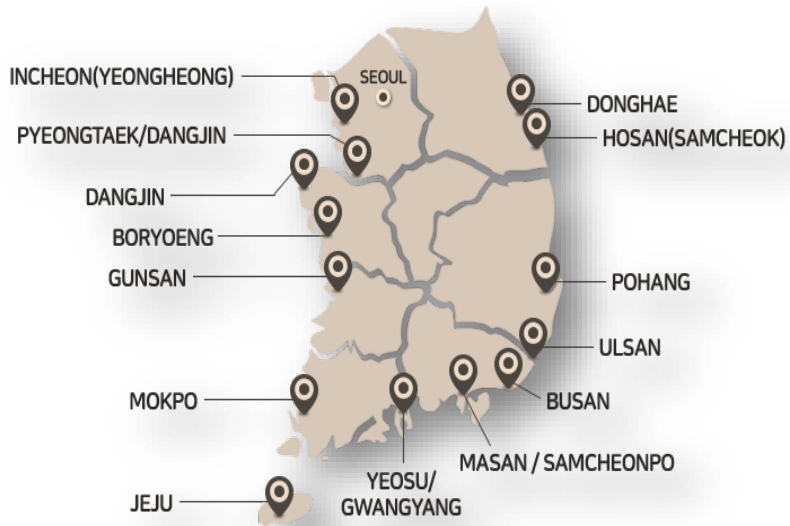 INCHEON(YEONGHEONG)
SEOUL
DONGHAE
PYEONGTAEK/DANGJIN
HOSAN(SAMCHEOK)
DANGJIN
BORYOENG
GUNSAN
POHANG
ULSAN
MOKPO
BUSAN
MASAN / SAMCHEONPO
YEOSU/
GWANGYANG
JEJU